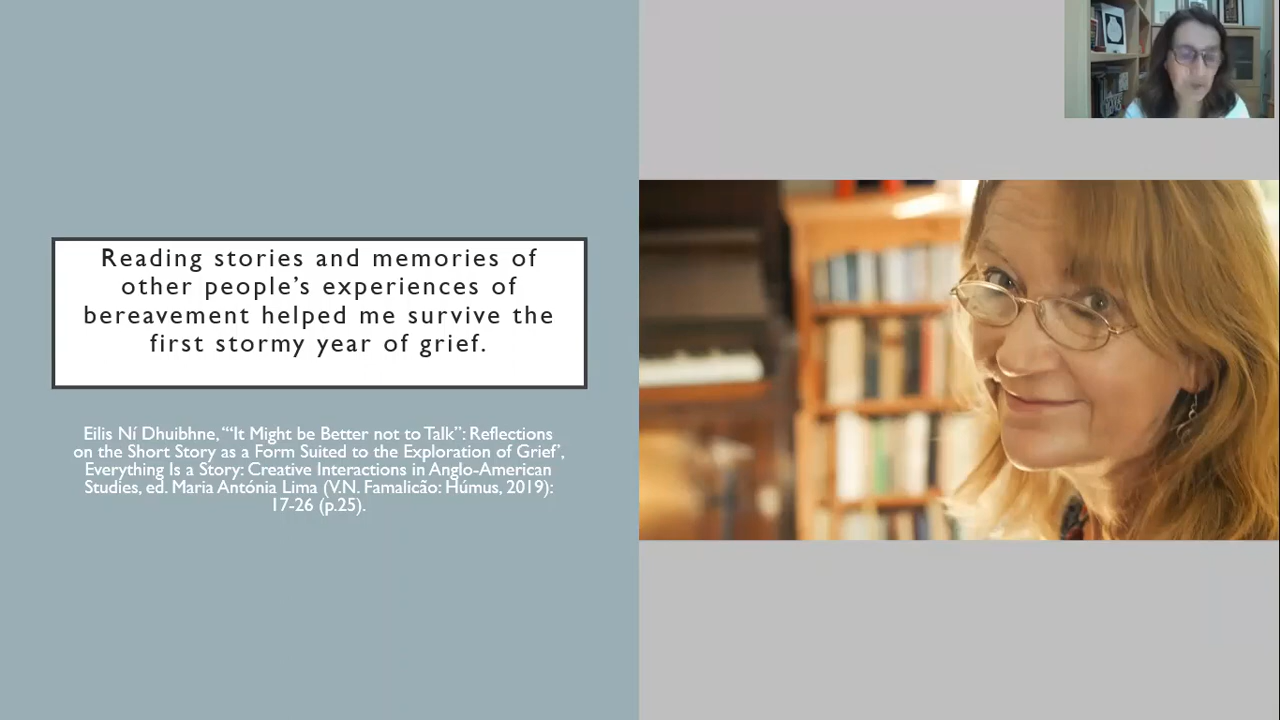 Reading stories and memories of
other people’s experiences of
bereavement helped me survive the
first stormy year of grief.
Eilis Ní Dhuibhne, “‘It Might be Better not to Talk”: Reflections
on the Short Story as a Form Suited to the Exploration of Grief’,
Everything Is a Story: Creative Interactions in Anglo-American
Studies, ed. Maria Antónia Lima (V.N. Famalicão: Húmus, 2019):
17-26 (p.25).